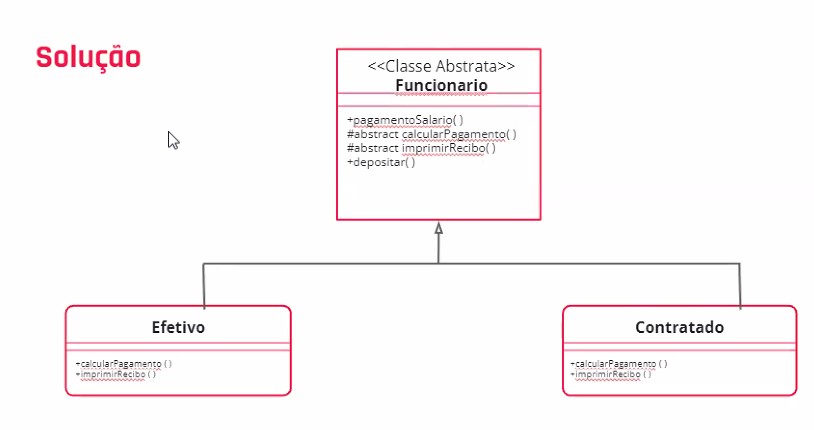 Solução
<<Classe Abstrata>>
Funcionario
+pagamentoSalario( )
#abstract calcularPagamento( )
#abstract imprimirRecibo( )
+depositar( )
Efetivo
+calcularPagamento ( )
+imprimirRecibo ( )
Contratado
+calcularPagamento ( )
+imprimirRecibo ( )